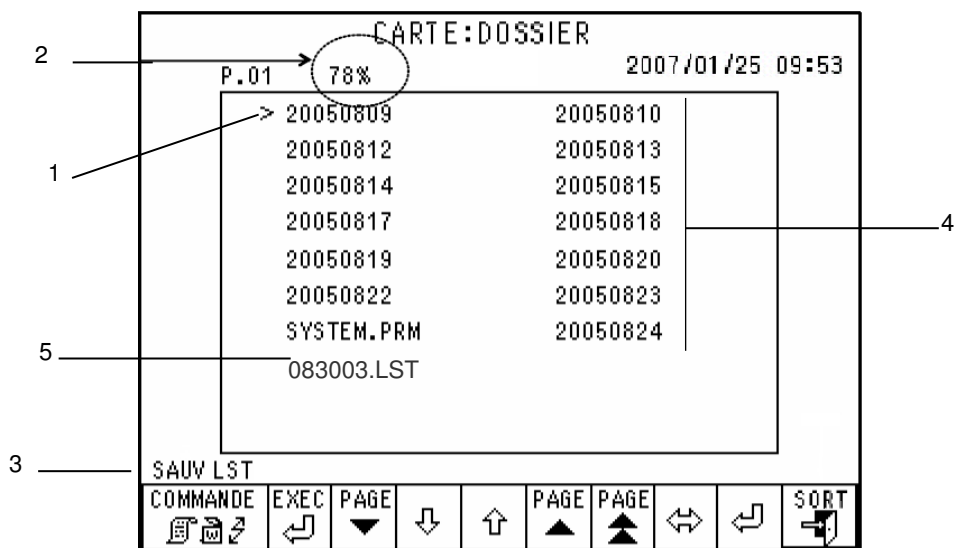 CARTE:DOSSIER
2
P.01 78% 2007/01/25 09:53
> 20050809 20050810
20050812 20050813
1
20050814 20050815
20050817 20050818
4
20050819 20050820
20050822 20050823
SYSTEM.PRM 20050824
5
083003.LST
3
SAUV LST
COMMANDE EXEC PAGE PAGE PAGE SORT